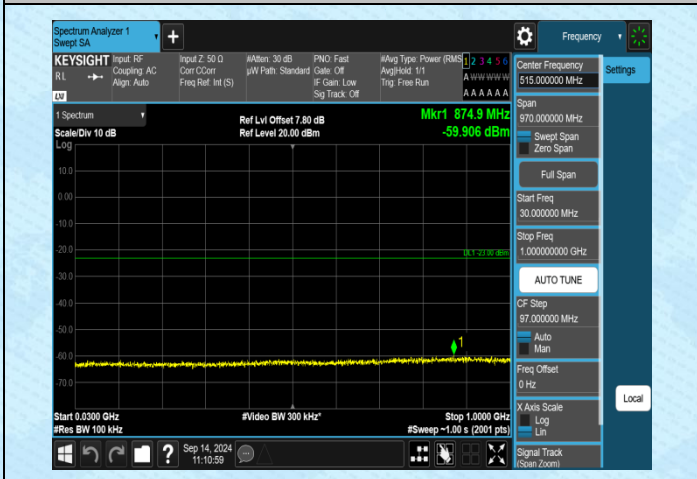 Spectrum Analyzer 1
Swept SA
Frequency
KEYSIGHT
RL
LXI
Input: RF
Coupling: AC
Align: Auto
Input Z: 50 Ω
Corr CCorr
Freq Ref: Int (S)
#Atten: 30 dB
µW Path: Standard
PNO: Fast
Gate: Off
IF Gain: Low
Sig Track: Off
#Avg Type: Power (RMS
Avg|Hold: 1/1
Trig: Free Run
1 2 3 4 5 6
A W W W W W
A A A A A A
1 Spectrum
Scale/Div 10 dB
Ref Lvl Offset 7.80 dB
Ref Level 20.00 dBm
Mkr1 874.9 MHz
-59.906 dBm
Log
10.0
0.00
-10.0
-20.0
DL1 -23.00 dBm
-30.0
-40.0
-50.0
1
-60.0
-70.0
Start 0.0300 GHz
#Res BW 100 kHz
#Video BW 300 kHz*
Stop 1.0000 GHz
#Sweep ~1.00 s (2001 pts)
?
Sep 14, 2024
11:10:59
Center Frequency
515.000000 MHz
Settings
Span
970.000000 MHz
Swept Span
Zero Span
Full Span
Start Freq
30.000000 MHz
Stop Freq
1.000000000 GHz
AUTO TUNE
CF Step
97.000000 MHz
Auto
Man
Freq Offset
0 Hz
X Axis Scale
Log
Lin
Local
Signal Track
(Span Zoom)